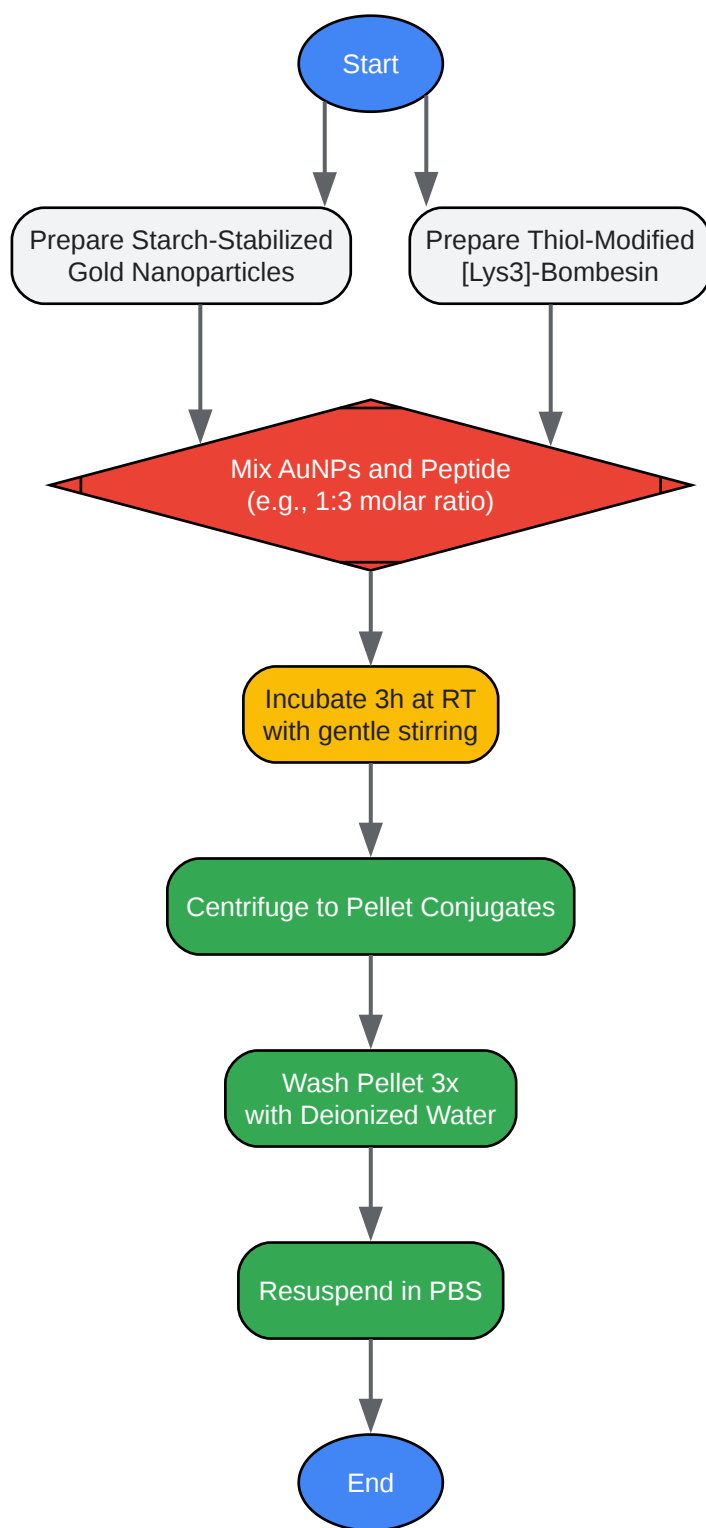 Start
Prepare Starch-Stabilized
Gold Nanoparticles
Prepare Thiol-Modified
[Lys3]-Bombesin
Mix AuNPs and Peptide
(e.g., 1:3 molar ratio)
Incubate 3h at RT
with gentle stirring
Centrifuge to Pellet Conjugates
Wash Pellet 3x
with Deionized Water
Resuspend in PBS
End